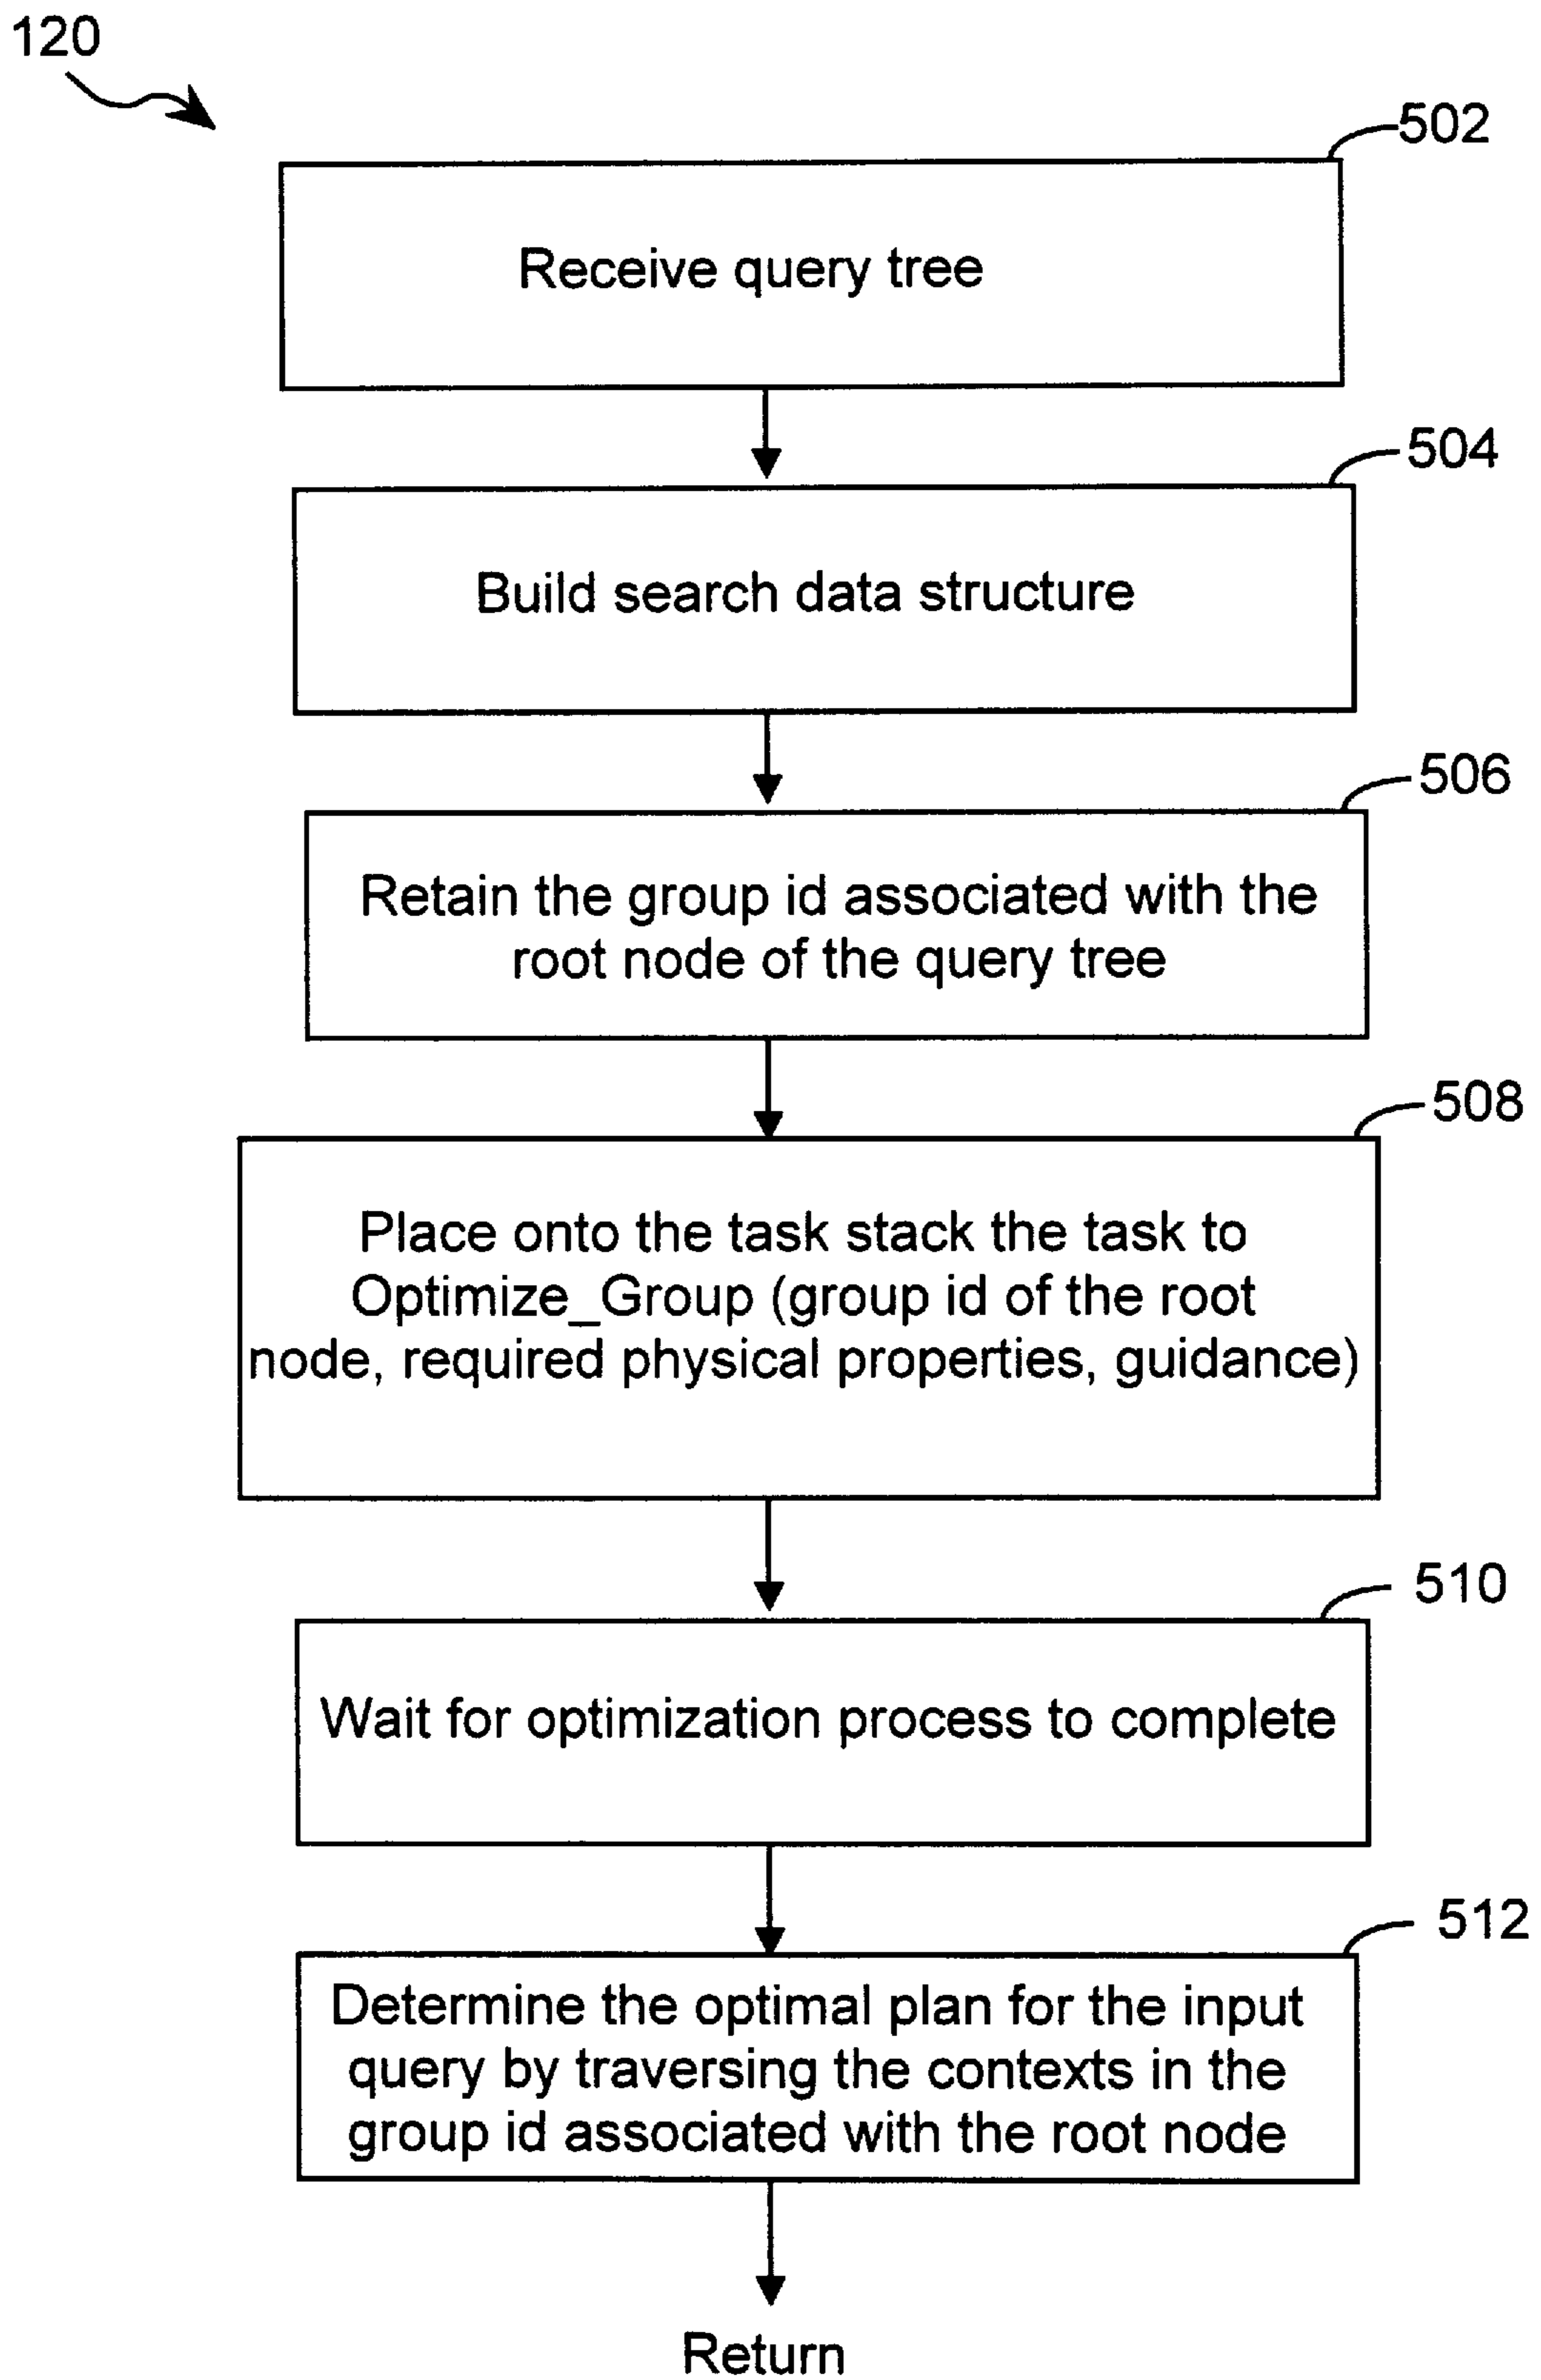 120
502
Receive query tree
504
Build search data structure
506
Retain the group id associated with the
root node of the query tree
508
Place onto the task stack the task to
Optimize_Group (group id of the root
node, required physical properties, guidance)
510
Wait for optimization process to complete
512
Determine the optimal plan for the input
query by traversing the contexts in the
group id associated with the root node
Return